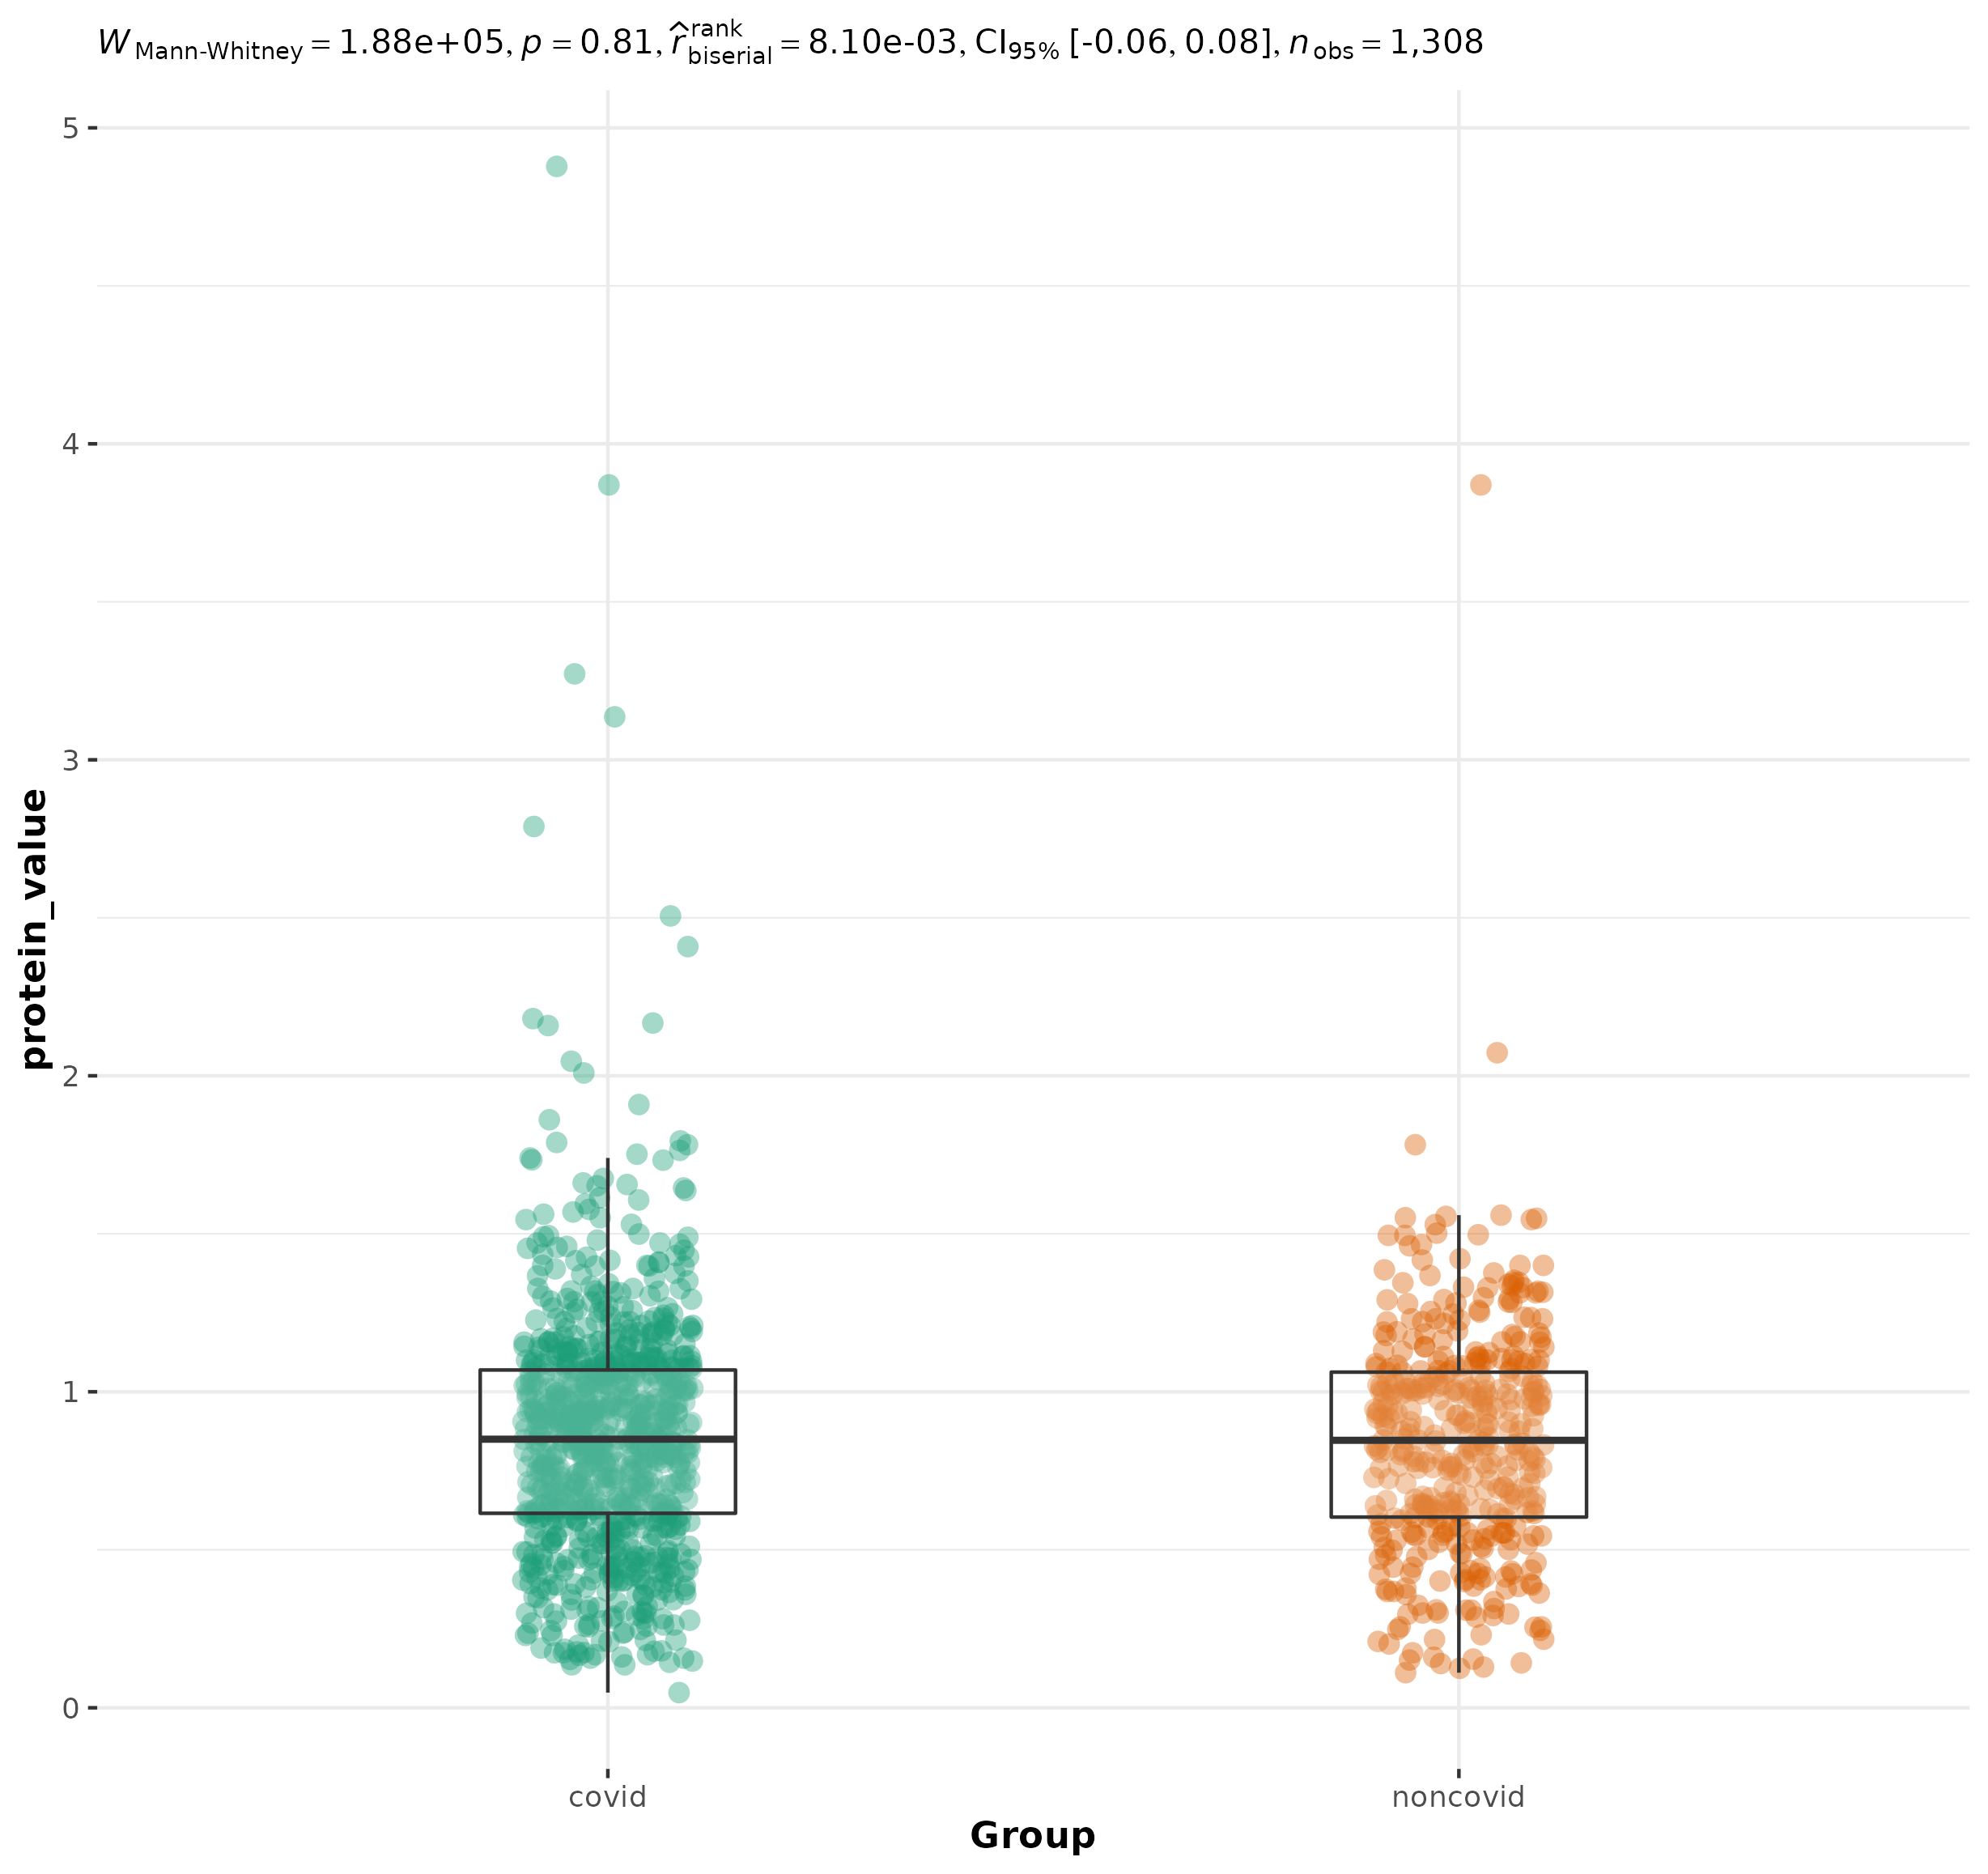 W Mann-Whitney = 1.88e+05, p = 0.81, r̂ rank biserial = 8.10e-03, CI95% [-0.06, 0.08], n obs = 1,308
5
4
3
2
1
0
protein_value
covid noncovid
Group